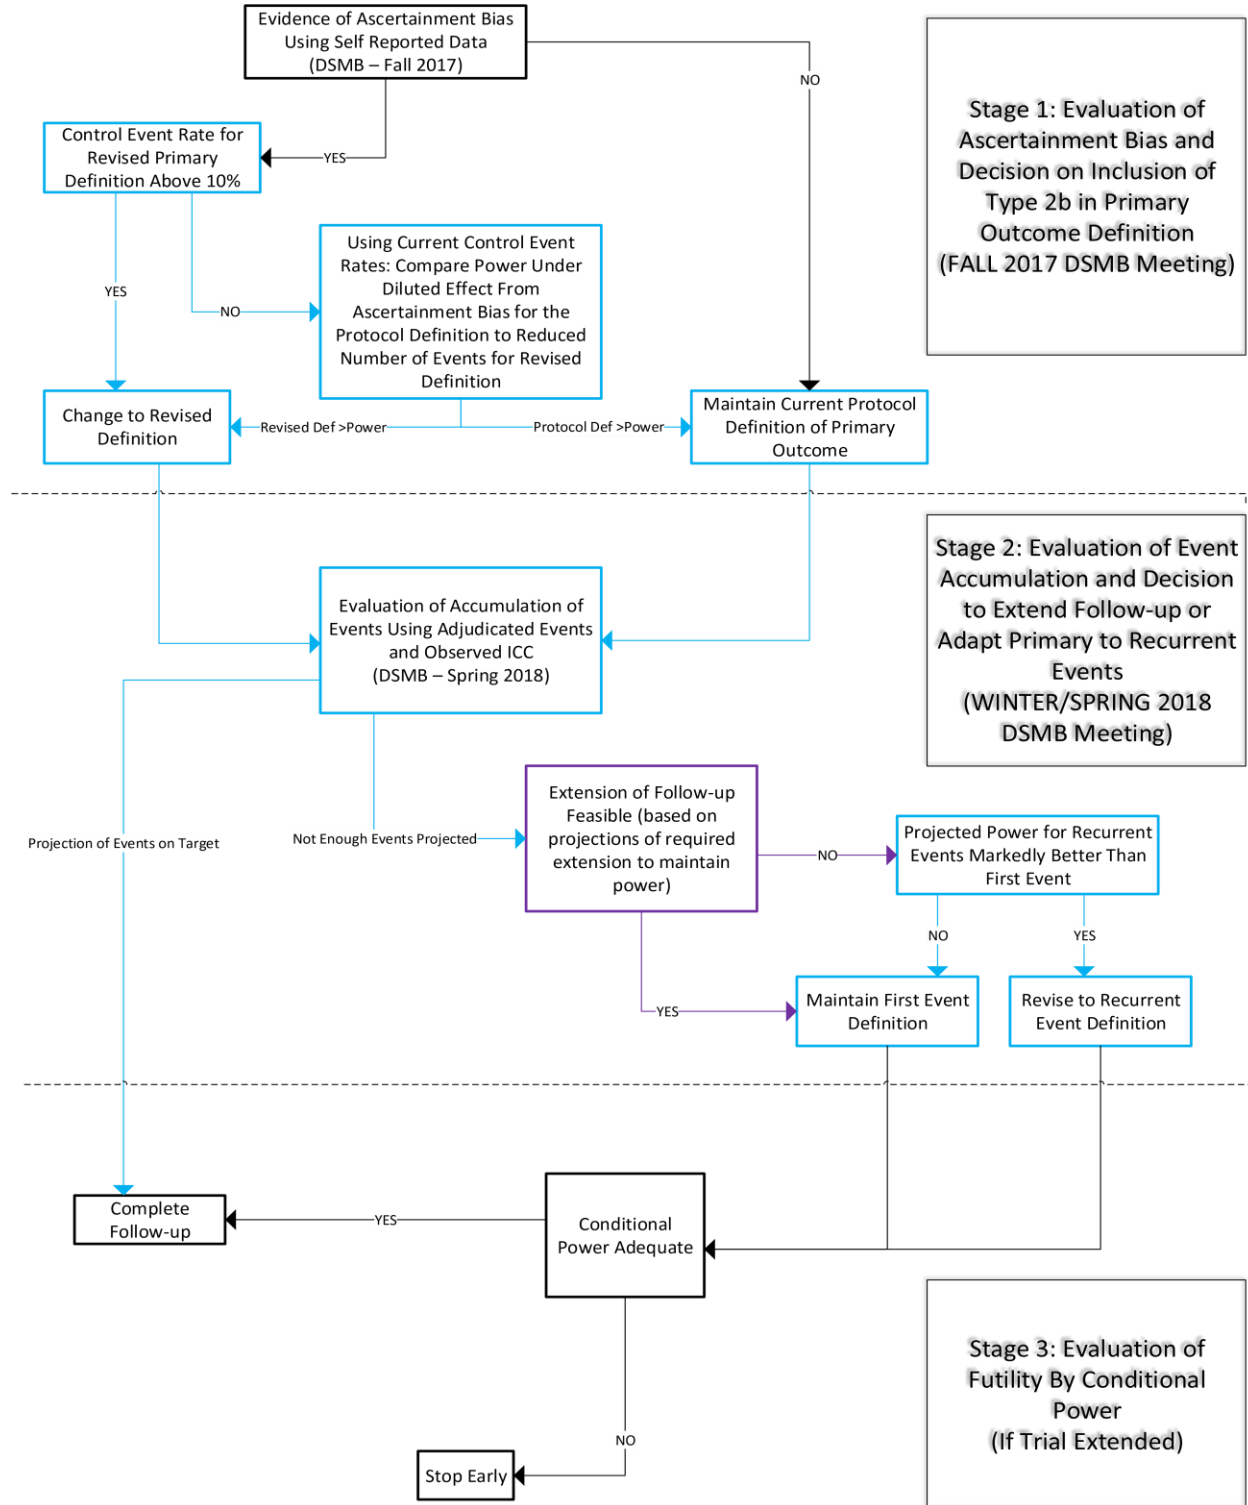 Evidence of Ascertainment Bias
Using Self Reported Data
(DSMB – Fall 2017)
NO
Stage 1: Evaluation of
Ascertainment Bias and
Decision on Inclusion of
Type 2b in Primary
Outcome Definition
(FALL 2017 DSMB Meeting)
Control Event Rate for
Revised Primary
Definition Above 10%
YES
YES
NO
Using Current Control Event
Rates: Compare Power Under
Diluted Effect From
Ascertainment Bias for the
Protocol Definition to Reduced
Number of Events for Revised
Definition
Change to Revised
Definition
Revised Def >Power
Protocol Def >Power
Maintain Current Protocol
Definition of Primary
Outcome
Stage 2: Evaluation of Event
Accumulation and Decision
to Extend Follow-up or
Adapt Primary to Recurrent
Events
(WINTER/SPRING 2018
DSMB Meeting)
Evaluation of Accumulation of
Events Using Adjudicated Events
and Observed ICC
(DSMB – Spring 2018)
Projection of Events on Target
Not Enough Events Projected
Extension of Follow-up
Feasible (based on
projections of required
extension to maintain
power)
NO
Projected Power for Recurrent
Events Markedly Better Than
First Event
NO
YES
YES
Maintain First Event
Definition
Revise to Recurrent
Event Definition
Complete
Follow-up
YES
Conditional
Power Adequate
NO
Stop Early
Stage 3: Evaluation of
Futility By Conditional
Power
(If Trial Extended)